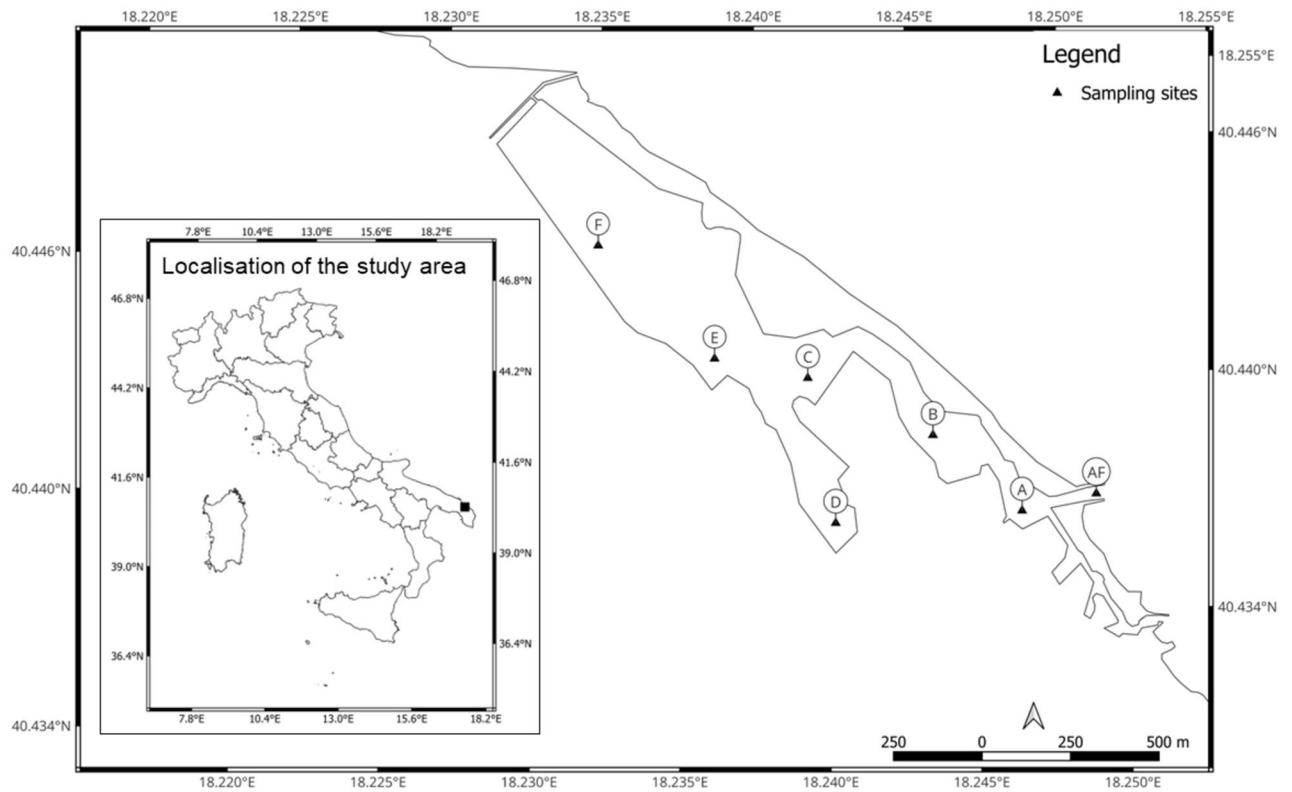 18.220°E 18.225°E 18.230°E 18.235°E 18.240°E 18.245°E 18.250°E 18.255°E
Legend
18.255°E
Sampling sites
40.446°N
F
40.446°N
7.8°E 10.4°E 13.0°E 15.6°E 18.2°E
Localisation of the study area
46.8°N
46.8°N
E
C
40.440°N
44.2°N
44.2°N
B
41.6°N
41.6°N
AF
40.440°N
A
D
39.0°N
39.0°N
40.434°N
36.4°N
36.4°N
7.8°E 10.4°E 13.0°E 15.6°E 18.2°E
40.434°N
250 0 250 500 m
18.220°E 18.225°E 18.230°E 18.235°E 18.240°E 18.245°E 18.250°E